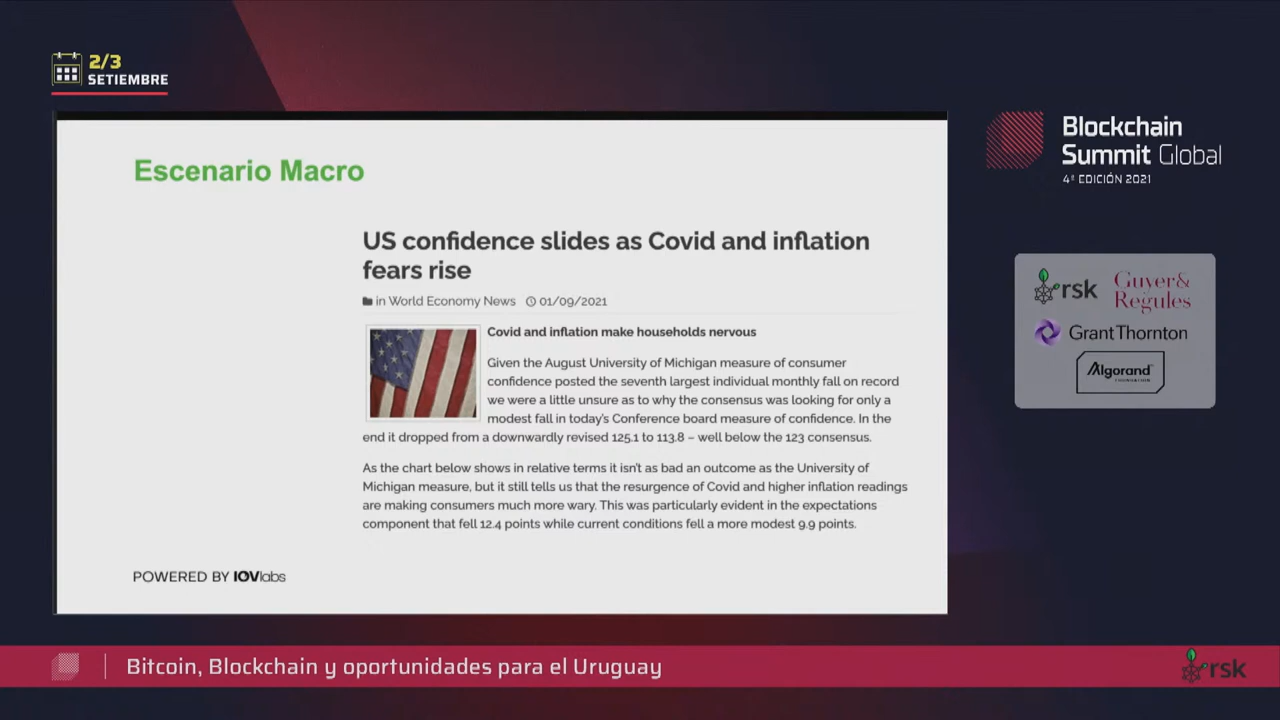 2/3
SETIEMBRE
Blockchain
Summit Global
4ª EDICIÓN 2021
Escenario Macro
US confidence slides as Covid and inflation
fears rise
in World Economy News 01/09/2021
Covid and inflation make households nervous
Given the August University of Michigan measure of consumer
confidence posted the seventh largest individual monthly fall on record
we were a little unsure as to why the consensus was looking for only a
modest fall in today's Conference board measure of confidence. In the
end it dropped from a downwardly revised 125.1 to 113.8 – well below the 123 consensus.
As the chart below shows in relative terms it isn't as bad an outcome as the University of
Michigan measure, but it still tells us that the resurgence of Covid and higher inflation readings
are making consumers much more wary. This was particularly evident in the expectations
component that fell 12.4 points while current conditions fell a more modest 9.9 points.
POWERED BY IOVlabs
rsk
Guyer&
Regules
GrantThornton
Algorand
FOUNDATION
Bitcoin, Blockchain y oportunidades para el Uruguay
rsk